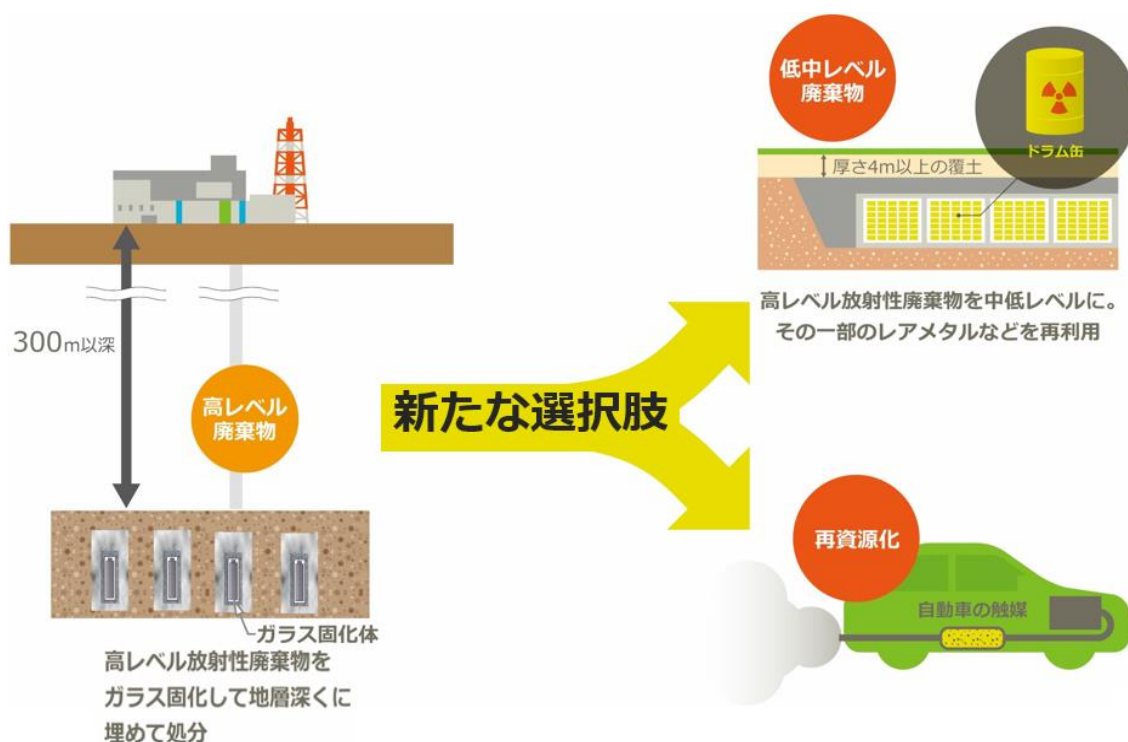 300m以深
高レベル
廃棄物
ガラス固化体
高レベル放射性廃棄物を
ガラス固化して地層深くに
埋めて処分
新たな選択肢
低中レベル
廃棄物
ドラム缶
厚さ4m以上の覆土
高レベル放射性廃棄物を中低レベルに。
その一部のレアメタルなどを再利用
再資源化
自動車の触媒